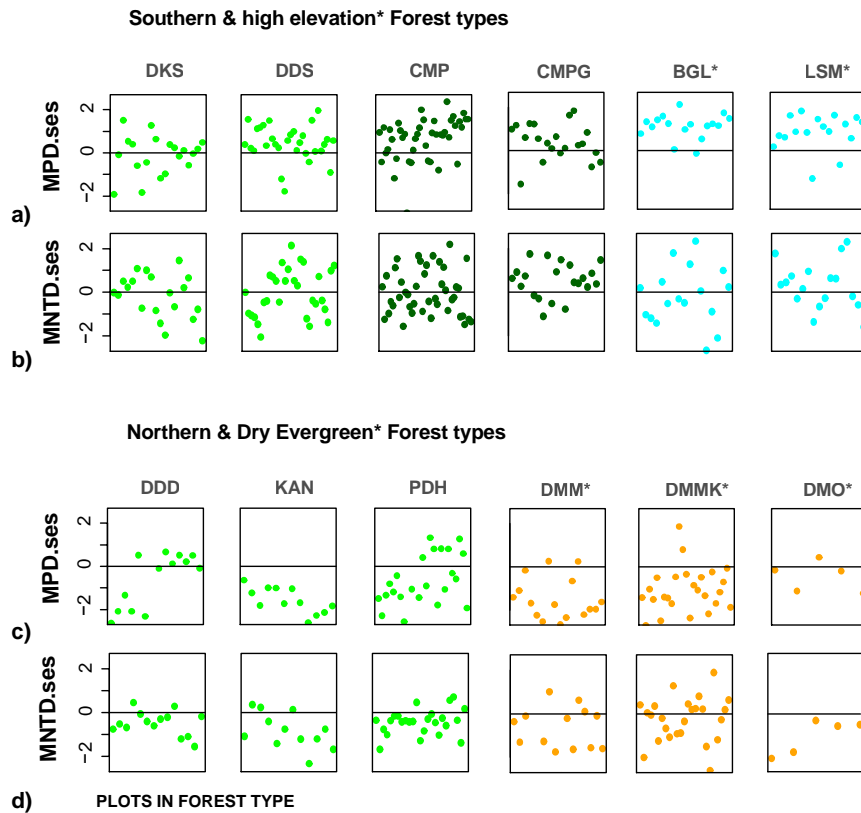 Southern & high elevation* Forest types
DKS DDS CMP CMPG BGL* LSM*
MPD.ses
2
0
−2
a)
MNTD.ses
2
0
−2
b)
Northern & Dry Evergreen* Forest types
DDD KAN PDH DMM* DMMK* DMO*
MPD.ses
2
0
−2
c)
MNTD.ses
2
0
−2
d) PLOTS IN FOREST TYPE